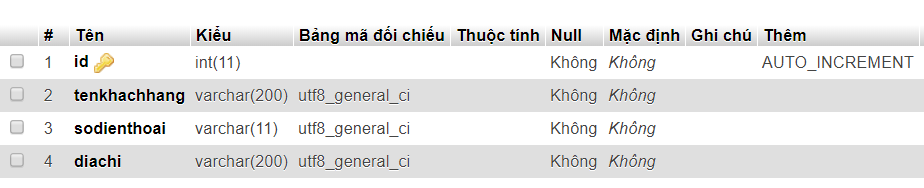 # Tên Kiểu Bảng mã đối chiếu Thuộc tính Null Mặc định Ghi chú Thêm
1 id int(11) Không Không AUTO_INCREMENT
2 tenkhachhang varchar(200) utf8_general_ci Không Không
3 sodienthoai varchar(11) utf8_general_ci Không Không
4 diachi varchar(200) utf8_general_ci Không Không